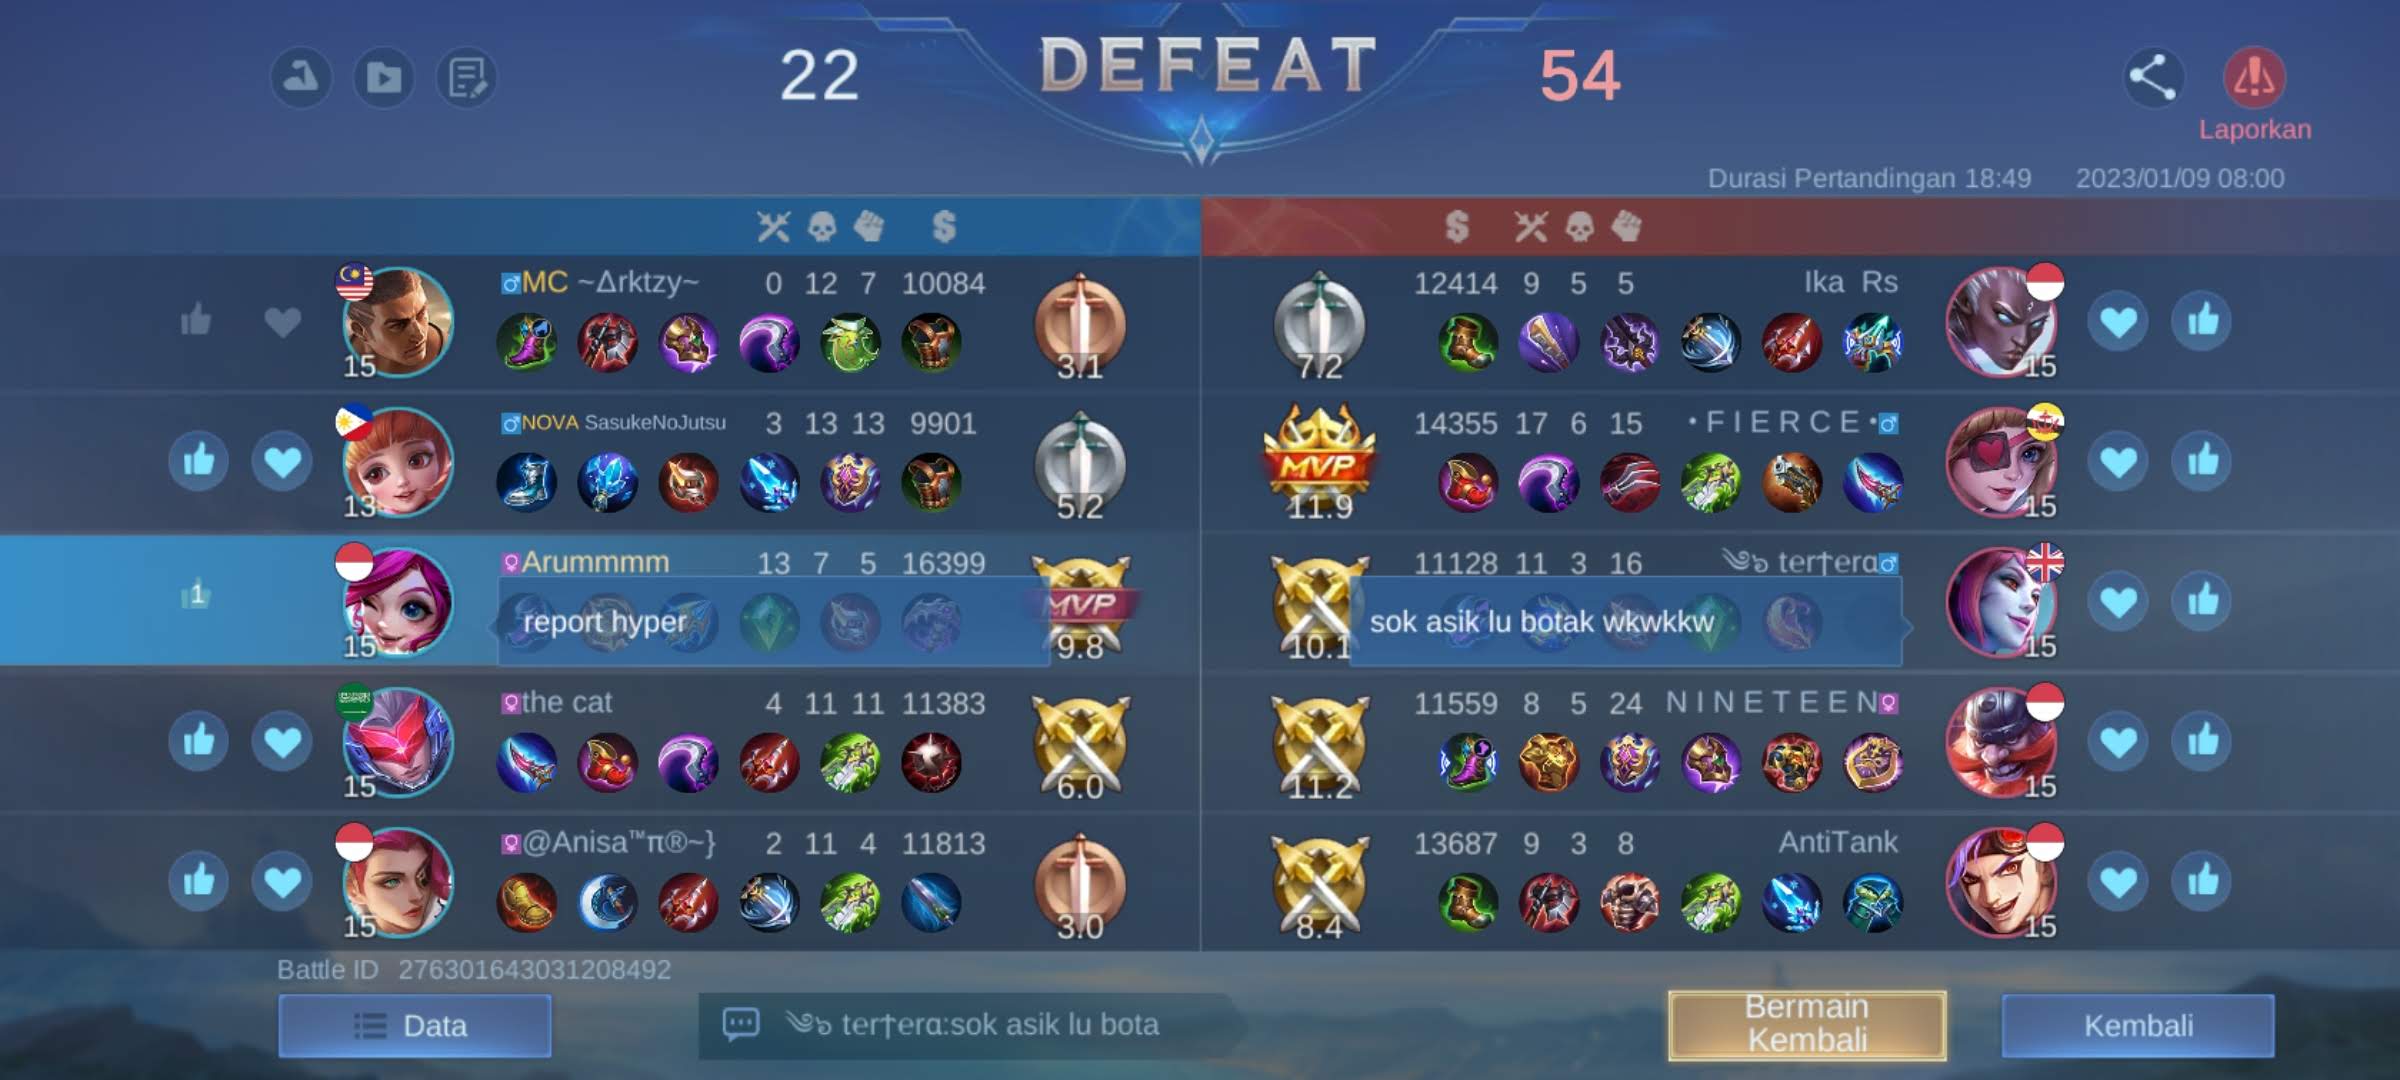 22 DEFEAT 54
Laporkan
Durasi Pertandingan 18:49 2023/01/09 08:00
15 ♂MC ~Δrktzy~ 0 12 7 10084 3.1
7.2 12414 9 5 5 Ika Rs 15
13 ♂NOVA SasukeNoJutsu 3 13 13 9901 5.2
MVP 11.9 14355 17 6 15 •FIERCE•♂ 15
1 15 ♀Arummmm 13 7 5 16399 MVP 9.8
report hyper
10.1 11128 11 3 16 ༄ꦿ terϯerα♂ 15
sok asik lu botak wkwkkw
15 ♀the cat 4 11 11 11383 6.0
11.2 11559 8 5 24 NINETEEN♀ 15
15 ♀@Anisa™π®~} 2 11 4 11813 3.0
8.4 13687 9 3 8 AntiTank 15
Battle ID 276301643031208492
Data
༄ꦿ terϯerα:sok asik lu bota
Bermain
Kembali
Kembali